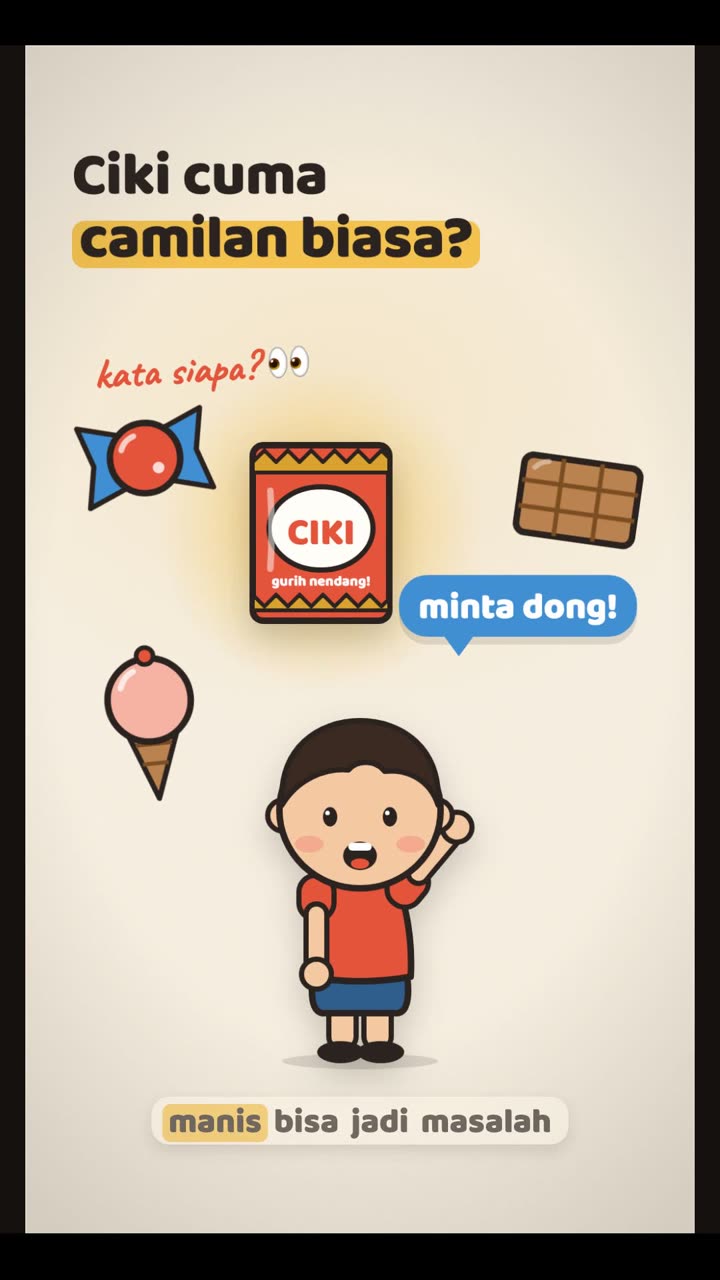 Ciki cuma
camilan biasa?
kata siapa?👀
CIKI
gurih nendang!
minta dong!
manis bisa jadi masalah